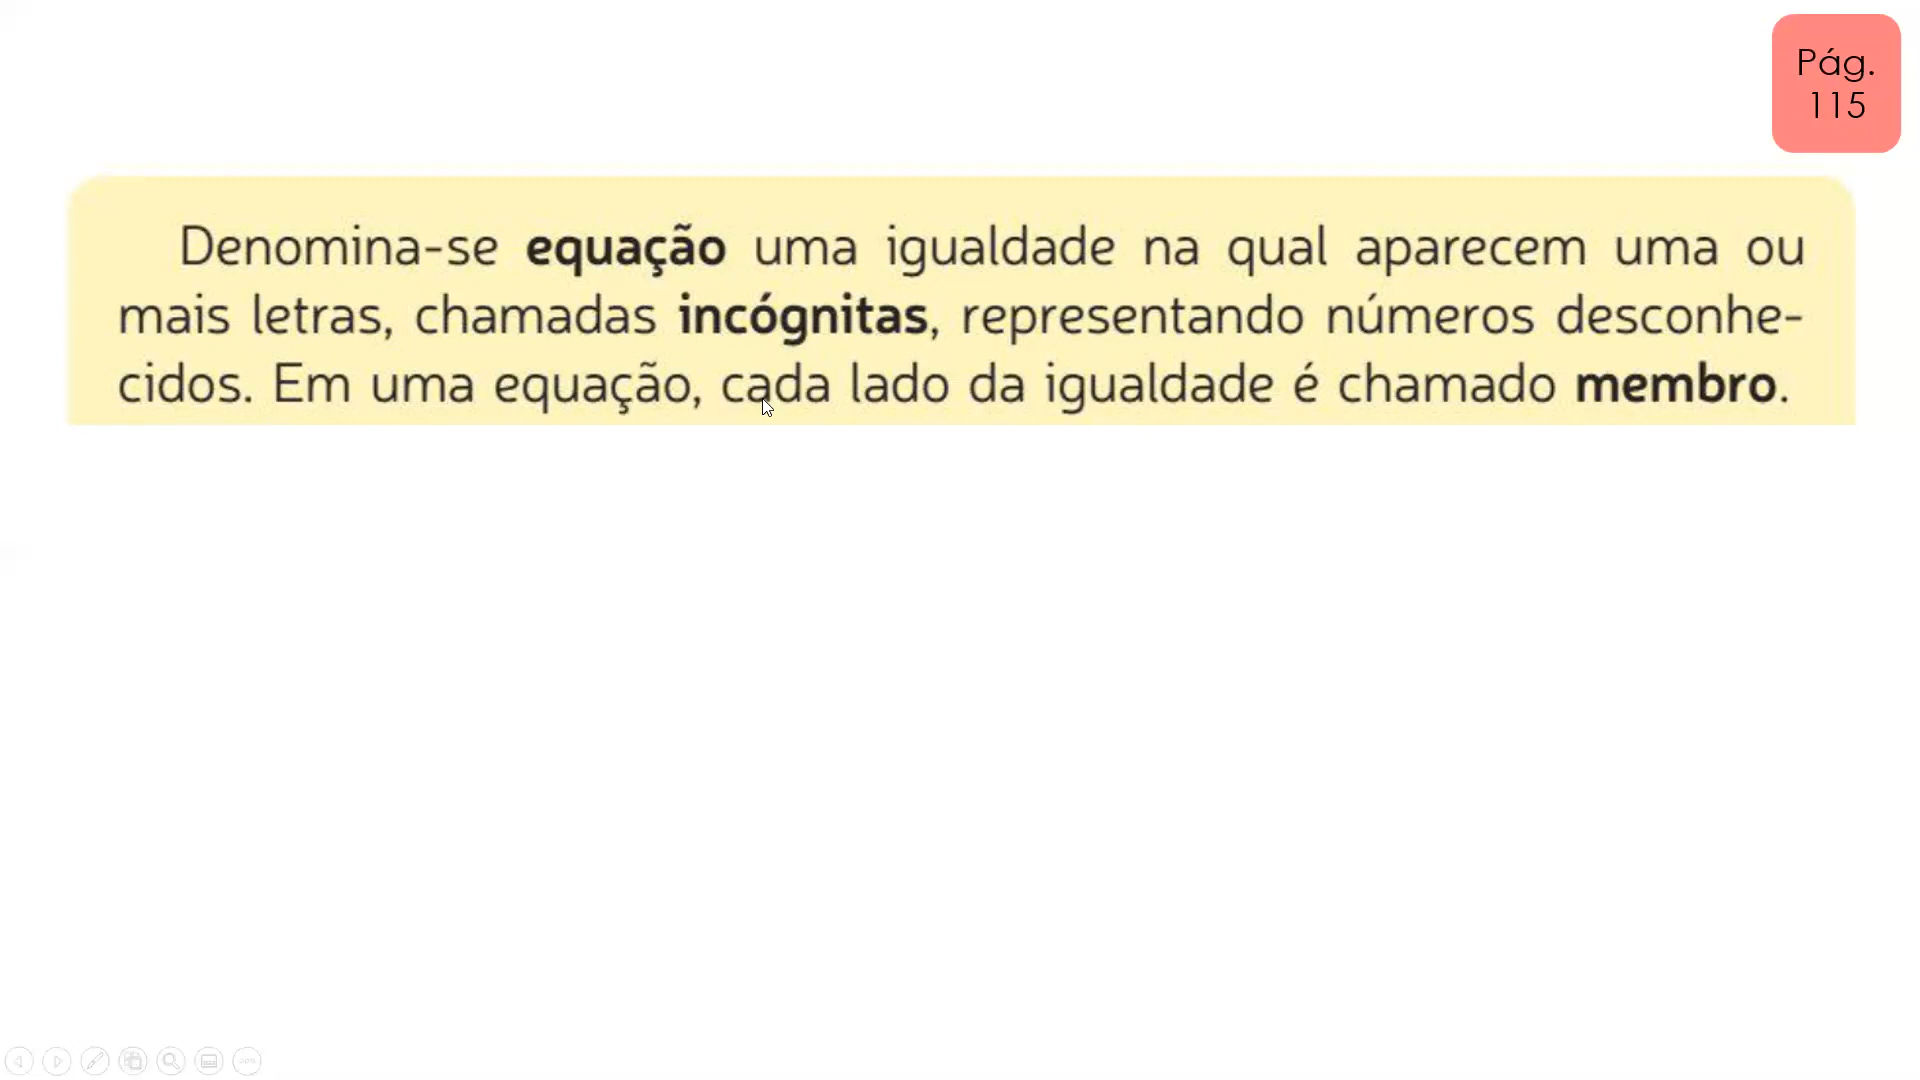 Pág.
115
Denomina-se equação uma igualdade na qual aparecem uma ou
mais letras, chamadas incógnitas, representando números desconhe-
cidos. Em uma equação, cada lado da igualdade é chamado membro.